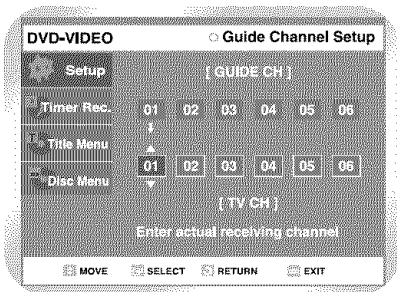 DVD-VIDEO Guide Channel Setup
Setup
[ GUIDE CH ]
Timer Rec. 01 02 03 04 05 06
Title Menu
01 02 03 04 05 06
Disc Menu
[ TV CH ]
Enter actual receiving channel
MOVE SELECT RETURN EXIT